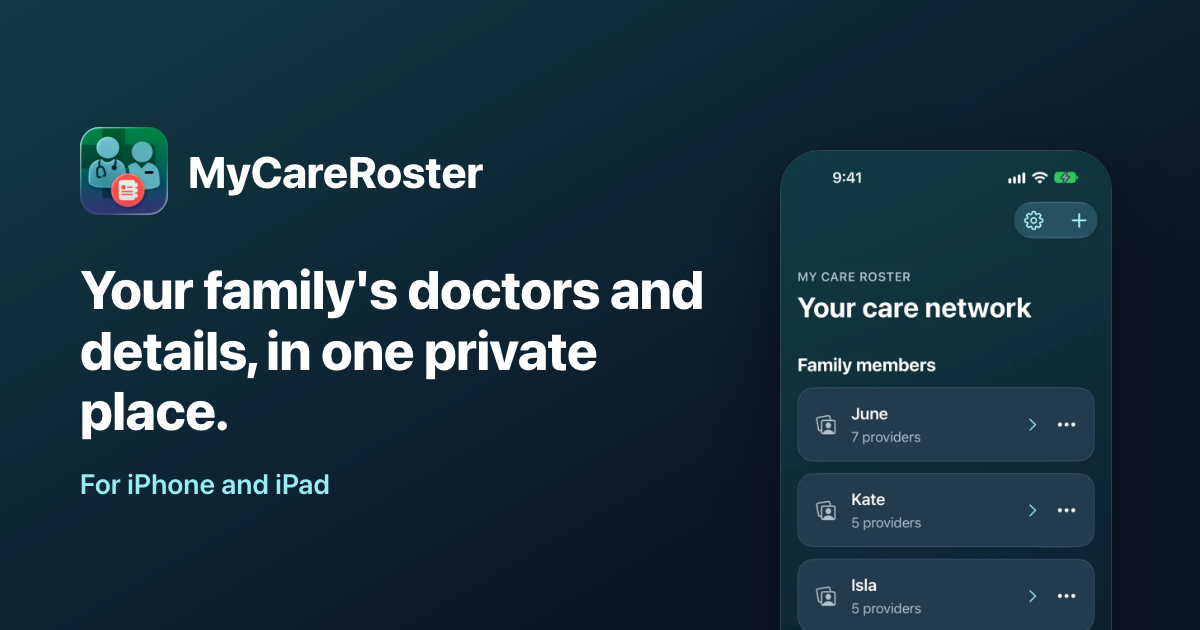 MyCareRoster
Your family's doctors and
details, in one private
place.
For iPhone and iPad
9:41
MY CARE ROSTER
Your care network
Family members
June
7 providers
Kate
5 providers
Isla
5 providers